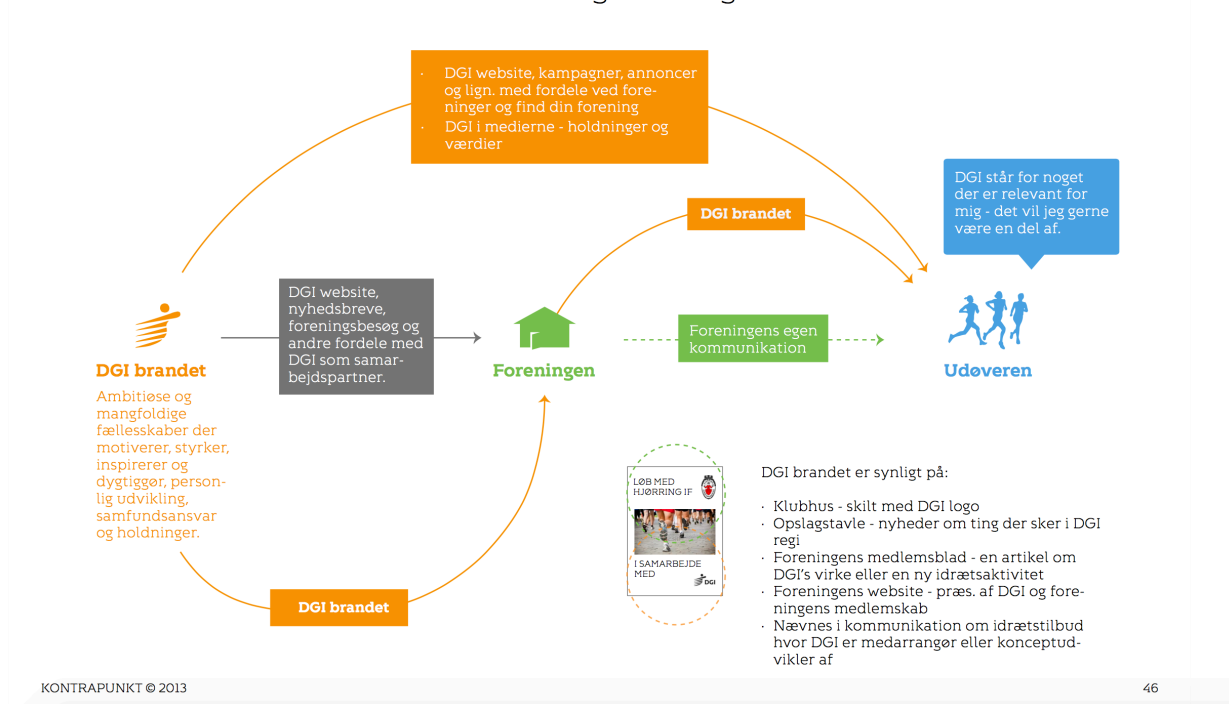 · DGI website, kampagner, annoncer
og lign. med fordele ved fore-
ninger og find din forening
· DGI i medierne - holdninger og
værdier
DGI står for noget
der er relevant for
mig - det vil jeg gerne
være en del af.
DGI brandet
DGI website,
nyhedsbreve,
foreningsbesøg og
andre fordele med
DGI som samar-
bejdspartner.
Foreningens egen
kommunikation
DGI brandet
Foreningen
Udøveren
Ambitiøse og
mangfoldige
fællesskaber der
motiverer, styrker,
inspirerer og
dygtiggør, person-
lig udvikling,
samfundsansvar
og holdninger.
DGI brandet
LØB MED
HJØRRING IF
I SAMARBEJDE
MED
DGI
DGI brandet er synligt på:
· Klubhus - skilt med DGI logo
· Opslagstavle - nyheder om ting der sker i DGI
regi
· Foreningens medlemsblad - en artikel om
DGI's virke eller en ny idrætsaktivitet
· Foreningens website - præs. af DGI og fore-
ningens medlemskab
· Nævnes i kommunikation om idrætstilbud
hvor DGI er medarrangør eller konceptud-
vikler af
KONTRAPUNKT © 2013
46